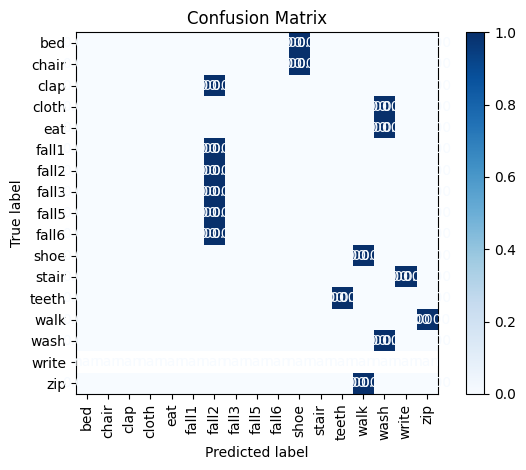 Confusion Matrix
True label
bed
chair
clap
cloth
eat
fall1
fall2
fall3
fall5
fall6
shoe
stair
teeth
walk
wash
write
zip
bed
chair
clap
cloth
eat
fall1
fall2
fall3
fall5
fall6
shoe
stair
teeth
walk
wash
write
zip
Predicted label
1.0
0.8
0.6
0.4
0.2
0.0